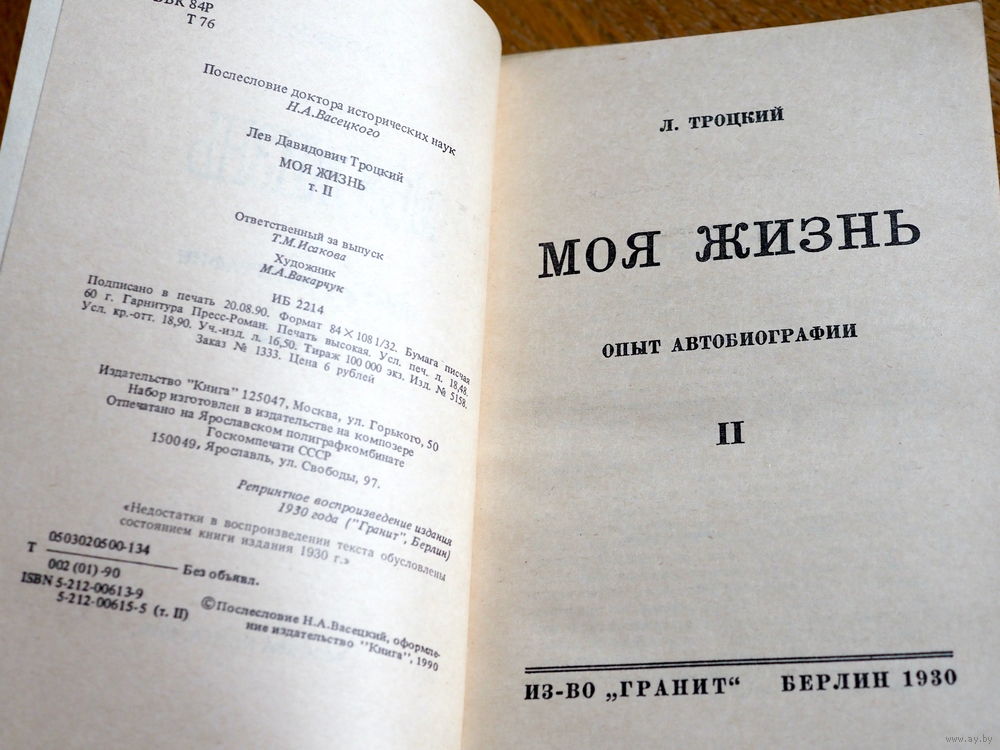 ББК 84Р
Т 76
Послесловие доктора исторических наук
Н.А.Васецкого
Лев Давидович Троцкий
МОЯ ЖИЗНЬ
т. II
Ответственный за выпуск
Т.М.Исакова
Художник
М.А.Вакарчук
ИБ 2214
Подписано в печать 20.08.90. Формат 84 × 108 1/32. Бумага писчая
60 г. Гарнитура Пресс-Роман. Печать высокая. Усл. печ. л. 18,48.
Усл. кр.-отт. 18,90. Уч.-изд. л. 16,50. Тираж 100 000 экз. Изд. № 5158.
Заказ № 1333. Цена 6 рублей
Издательство "Книга" 125047, Москва, ул. Горького, 50
Набор изготовлен в издательстве на композере
Отпечатано на Ярославском полиграфкомбинате
Госкомпечати СССР
150049, Ярославль, ул. Свободы, 97.
Репринтное воспроизведение издания
1930 года ("Гранит", Берлин)
«Недостатки в воспроизведении текста обусловлены
состоянием книги издания 1930 г.»
0503020500-134
Т Без объявл.
002 (01) -90
ISBN 5-212-00613-9
5-212-00615-5 (т. II)
©Послесловие Н.А.Васецкий, оформле-
ние издательство "Книга", 1990
Л. ТРОЦКИЙ
МОЯ ЖИЗНЬ
ОПЫТ АВТОБИОГРАФИИ
II
ИЗ-ВО „ГРАНИТ“ БЕРЛИН 1930
www.ay.by